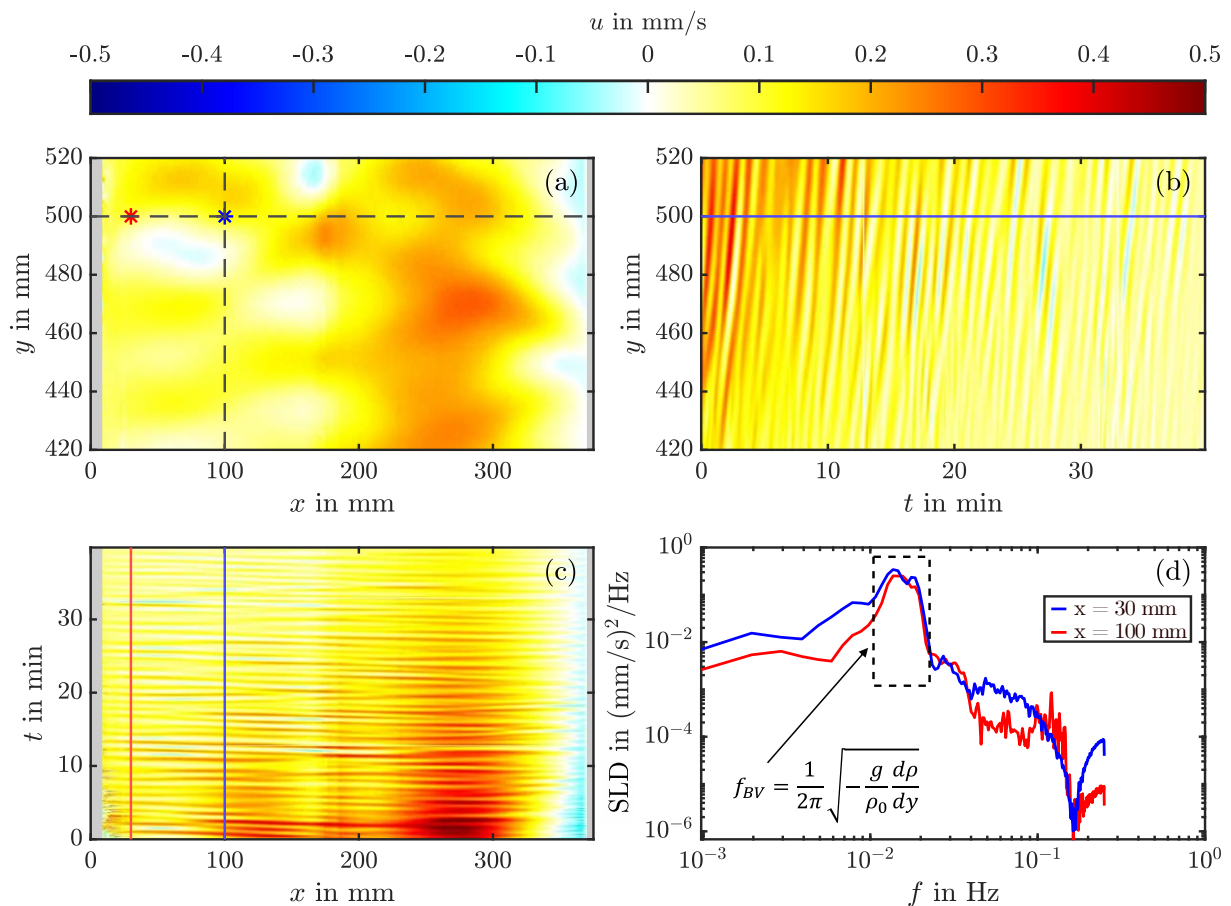 u in mm/s
-0.5 -0.4 -0.3 -0.2 -0.1 0 0.1 0.2 0.3 0.4 0.5
(a)
520
500
480
460
440
420
y in mm
0 100 200 300
x in mm
(b)
520
500
480
460
440
420
y in mm
0 10 20 30
t in min
(c)
30
20
10
0
t in min
0 100 200 300
x in mm
(d)
10^0
10^-2
10^-4
10^-6
SLD in (mm/s)^2/Hz
x = 30 mm
x = 100 mm
f_BV = 1/2π √(-g/ρ_0 dρ/dy)
10^-3 10^-2 10^-1 10^0
f in Hz